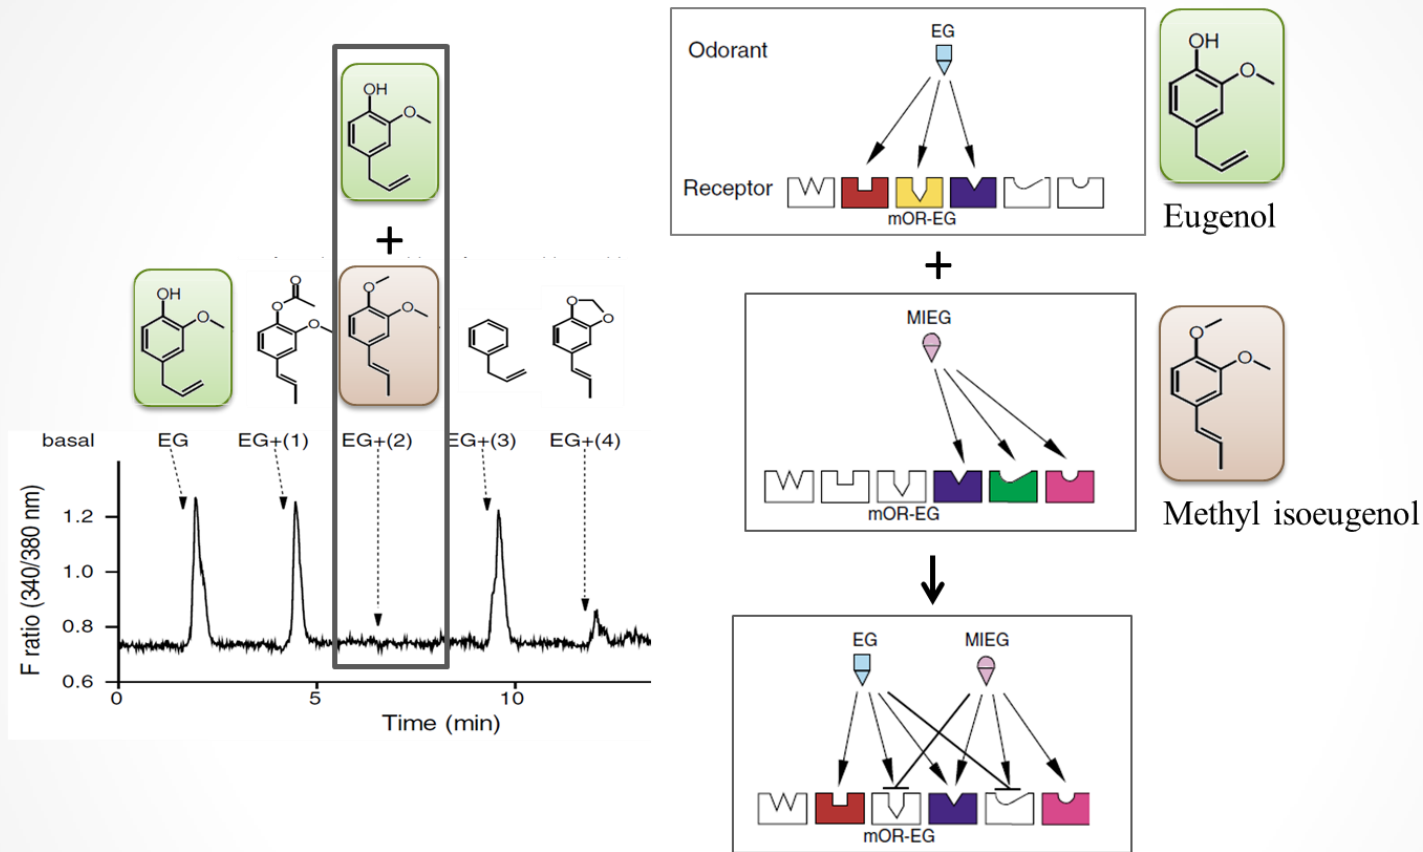 OH
O
+
OH
O
O
O
O
O
O
O
O
basal
EG
EG+(1)
EG+(2)
EG+(3)
EG+(4)
F ratio (340/380 nm)
1.2
1.0
0.8
0.6
0
5
10
Time (min)
Odorant
EG
Receptor
mOR-EG
OH
O
Eugenol
+
MIEG
mOR-EG
O
O
Methyl isoeugenol
EG
MIEG
mOR-EG